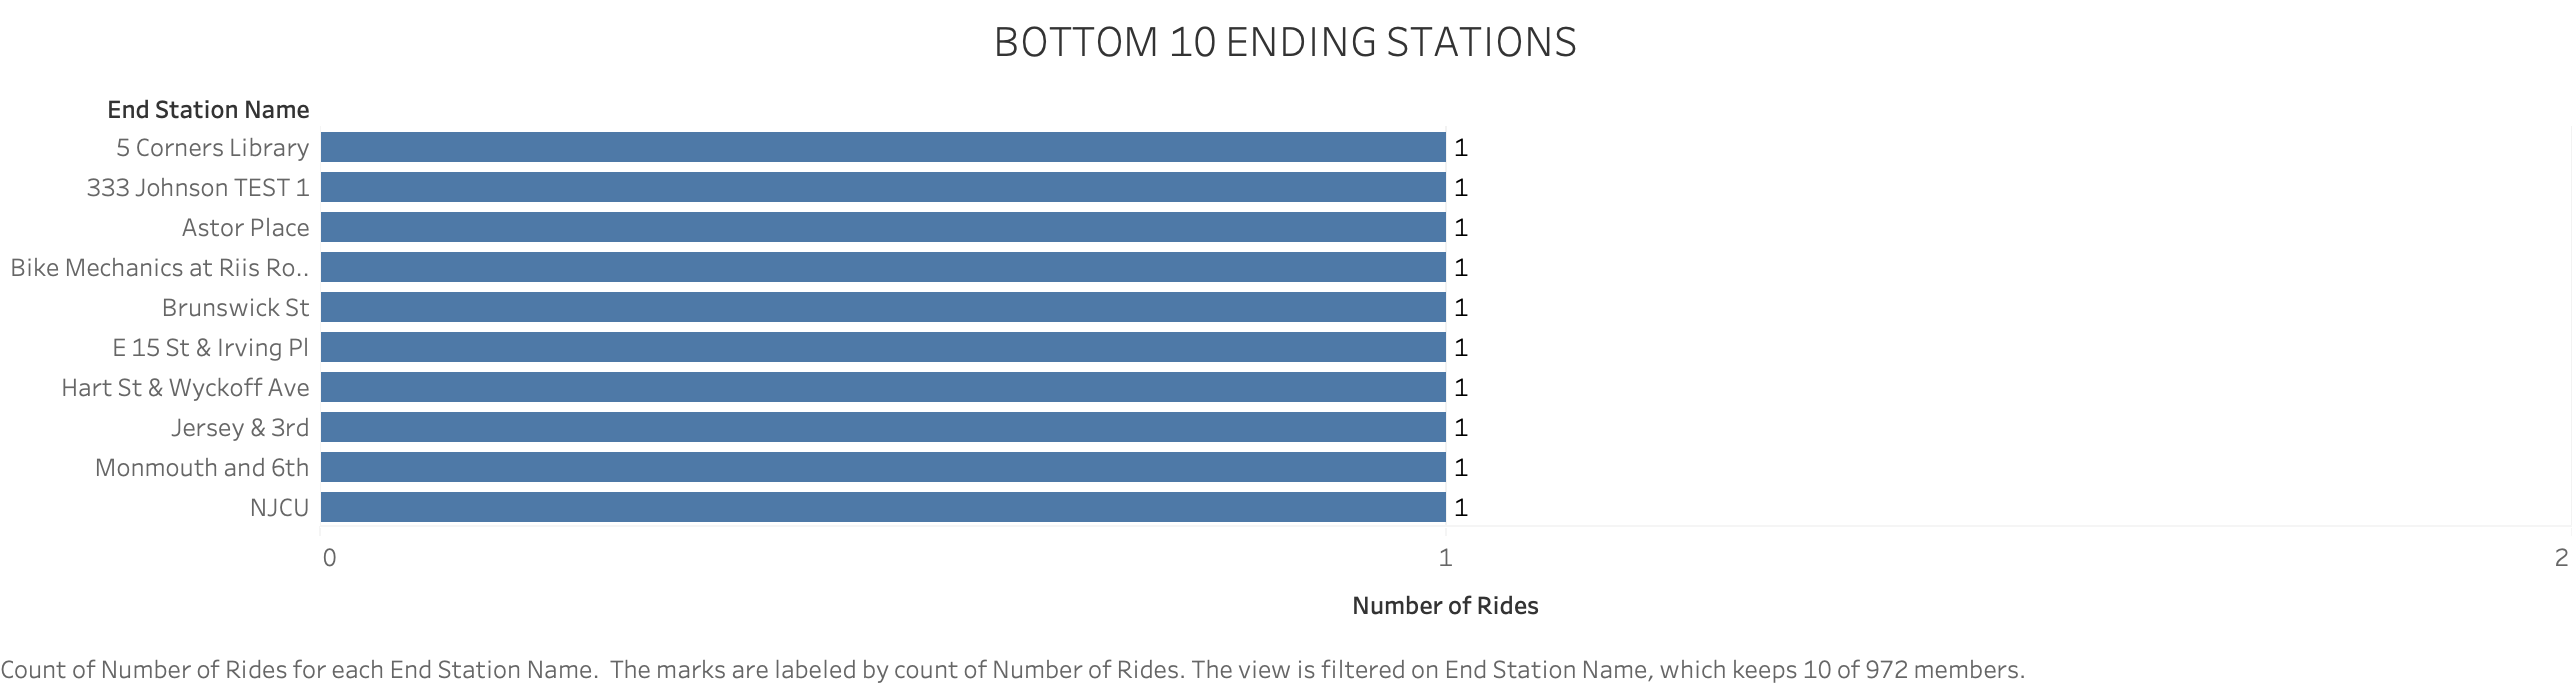 BOTTOM 10 ENDING STATIONS
End Station Name
5 Corners Library 1
333 Johnson TEST 1 1
Astor Place 1
Bike Mechanics at Riis Ro.. 1
Brunswick St 1
E 15 St & Irving Pl 1
Hart St & Wyckoff Ave 1
Jersey & 3rd 1
Monmouth and 6th 1
NJCU 1
0 1 2
Number of Rides
Count of Number of Rides for each End Station Name.  The marks are labeled by count of Number of Rides. The view is filtered on End Station Name, which keeps 10 of 972 members.